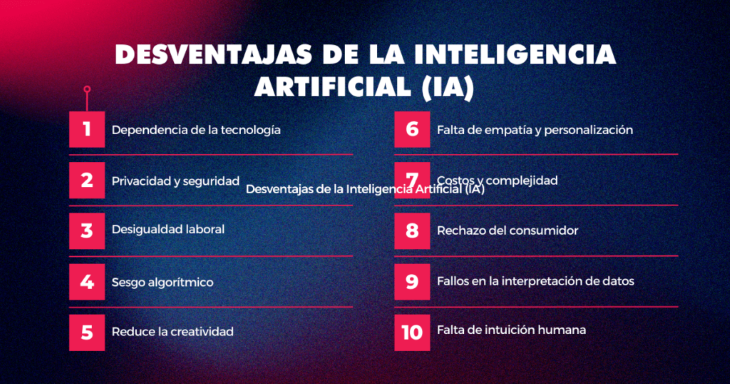 DESVENTAJAS DE LA INTELIGENCIA
ARTIFICIAL (IA)
1 Dependencia de la tecnología
2 Privacidad y seguridad
3 Desigualdad laboral
4 Sesgo algorítmico
5 Reduce la creatividad
6 Falta de empatía y personalización
7 Costos y complejidad
8 Rechazo del consumidor
9 Fallos en la interpretación de datos
10 Falta de intuición humana
Desventajas de la Inteligencia Artificial (IA)